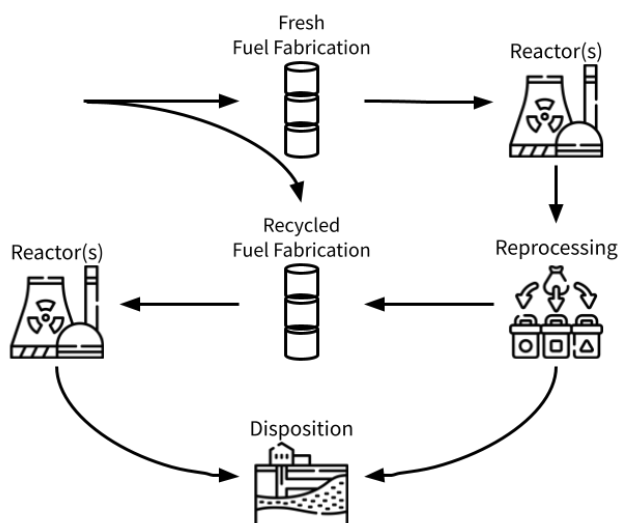 Fresh
Fuel Fabrication
Reactor(s)
Recycled
Fuel Fabrication
Reactor(s)
Reprocessing
Disposition